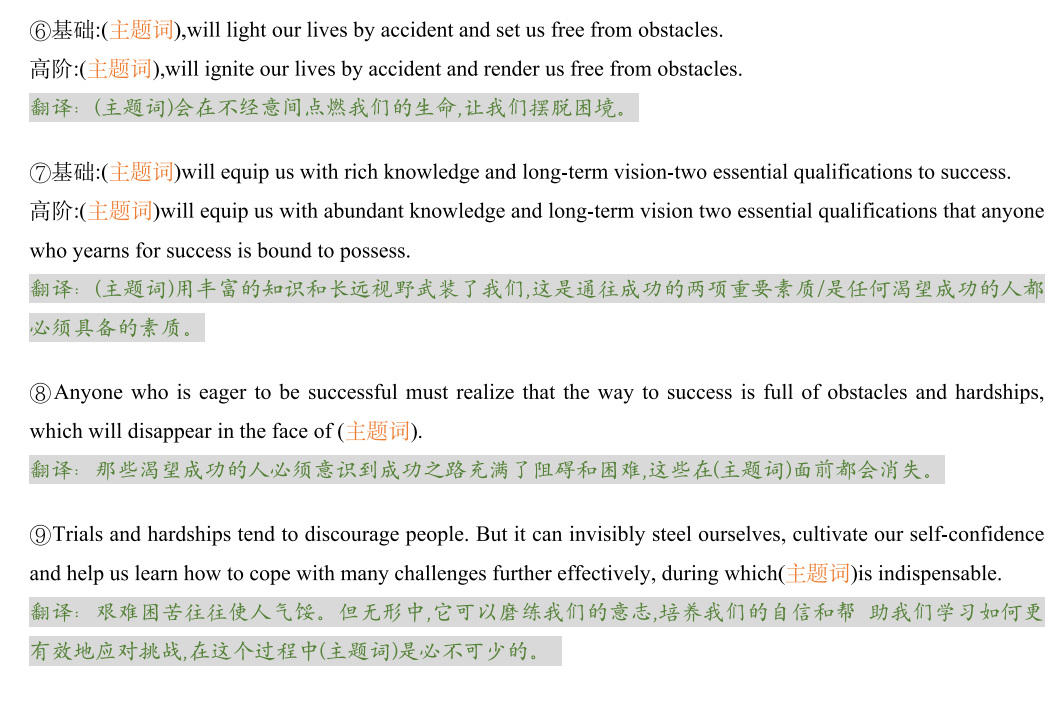 ⑥基础:(主题词),will light our lives by accident and set us free from obstacles.
高阶:(主题词),will ignite our lives by accident and render us free from obstacles.
翻译：(主题词)会在不经意间点燃我们的生命,让我们摆脱困境。
⑦基础:(主题词)will equip us with rich knowledge and long-term vision-two essential qualifications to success.
高阶:(主题词)will equip us with abundant knowledge and long-term vision two essential qualifications that anyone
who yearns for success is bound to possess.
翻译：(主题词)用丰富的知识和长远视野武装了我们,这是通往成功的两项重要素质/是任何渴望成功的人都
必须具备的素质。
⑧Anyone who is eager to be successful must realize that the way to success is full of obstacles and hardships,
which will disappear in the face of (主题词).
翻译：那些渴望成功的人必须意识到成功之路充满了阻碍和困难,这些在(主题词)面前都会消失。
⑨Trials and hardships tend to discourage people. But it can invisibly steel ourselves, cultivate our self-confidence
and help us learn how to cope with many challenges further effectively, during which(主题词)is indispensable.
翻译：艰难困苦往往使人气馁。但无形中,它可以磨练我们的意志,培养我们的自信和帮 助我们学习如何更
有效地应对挑战,在这个过程中(主题词)是必不可少的。